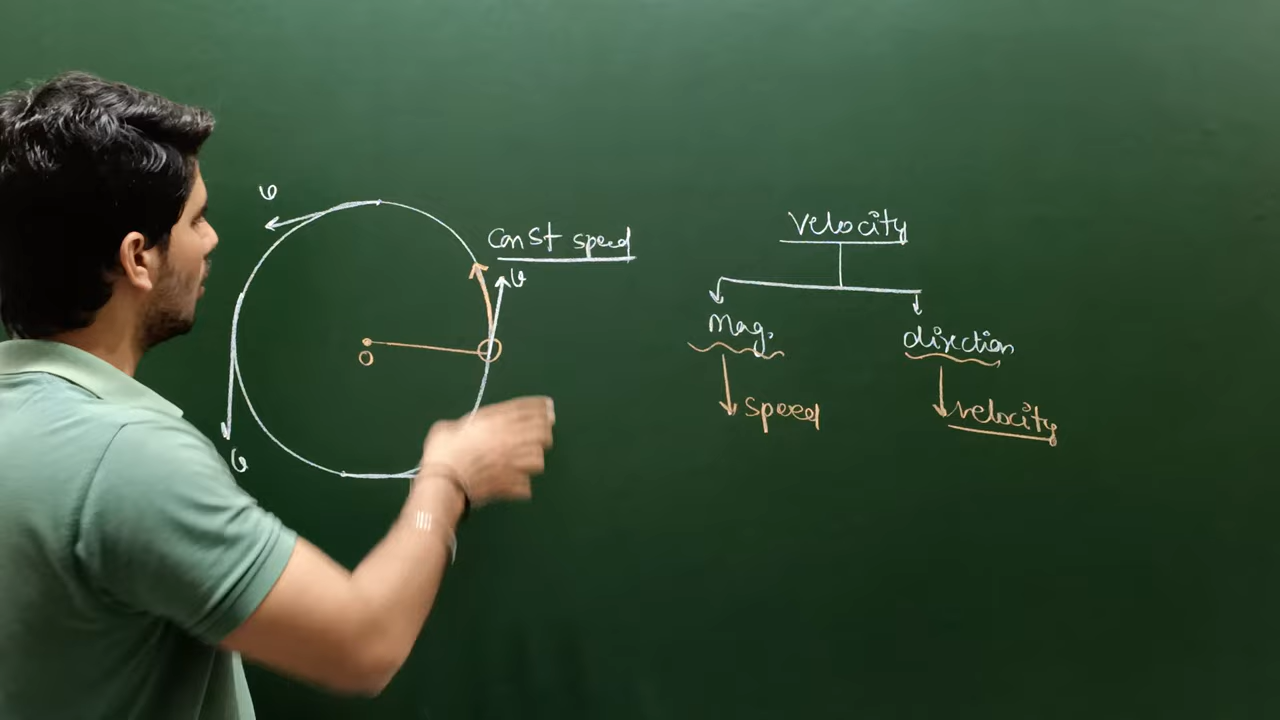 v
Const speed
v
O
v
Velocity
Mag.
direction
speed
velocity